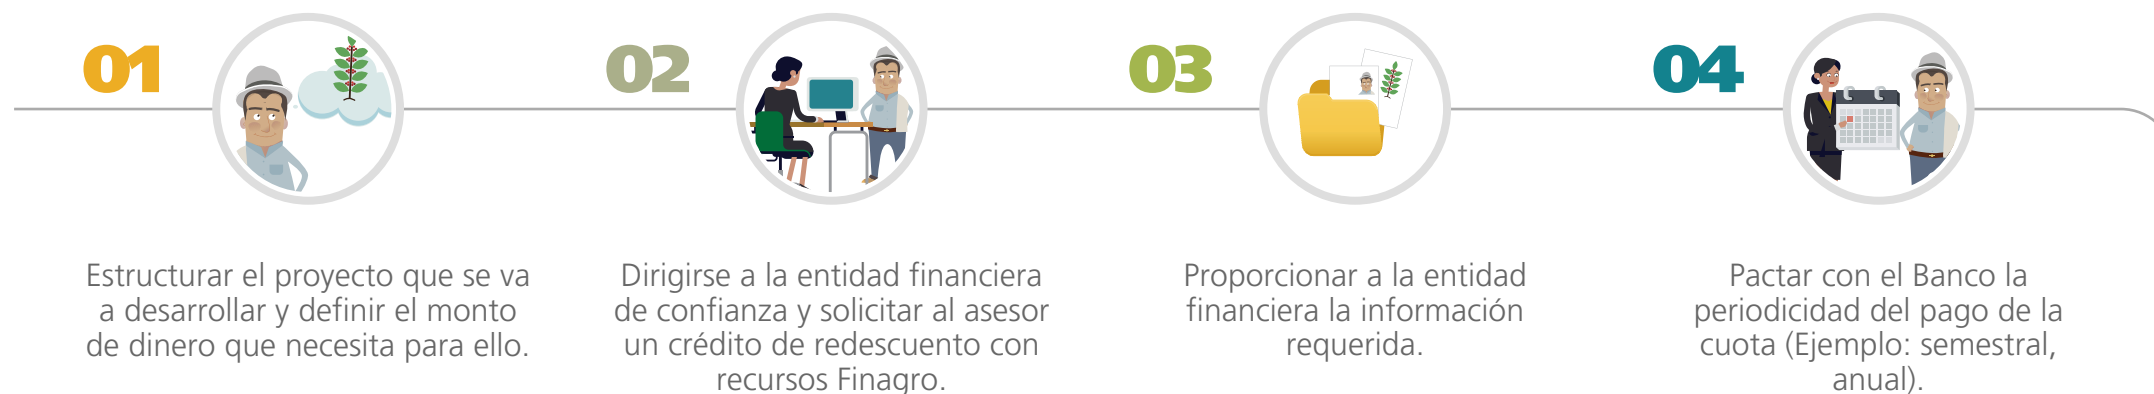 01
Estructurar el proyecto que se va
a desarrollar y definir el monto
de dinero que necesita para ello.
02
Dirigirse a la entidad financiera
de confianza y solicitar al asesor
un crédito de redescuento con
recursos Finagro.
03
Proporcionar a la entidad
financiera la información
requerida.
04
Pactar con el Banco la
periodicidad del pago de la
cuota (Ejemplo: semestral,
anual).